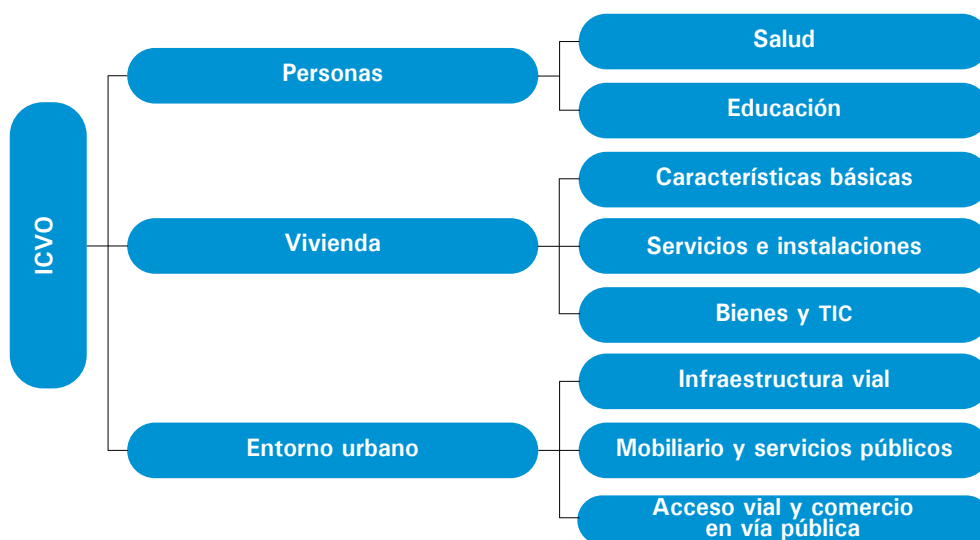 ICVO
Personas
Salud
Educación
Vivienda
Características básicas
Servicios e instalaciones
Bienes y TIC
Entorno urbano
Infraestructura vial
Mobiliario y servicios públicos
Acceso vial y comercio
en vía pública